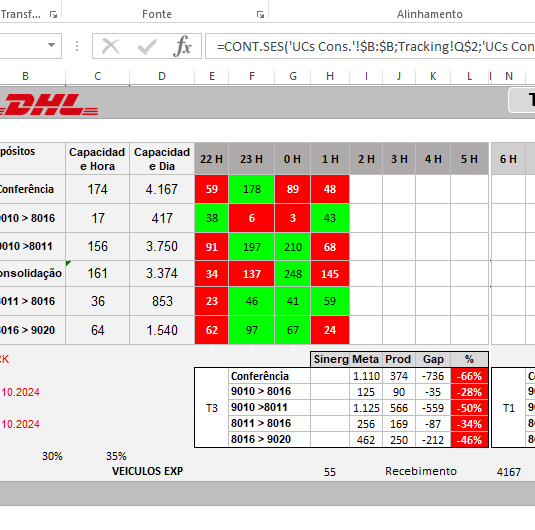 Transf...
Fonte
Alinhamento
fx =CONT.SES('UCs Cons.'!$B:$B;Tracking!Q$2;'UCs Con
B C D E F G H I J K L N
DHL T
pósitos Capacidad e Hora Capacidad e Dia 22 H 23 H 0 H 1 H 2 H 3 H 4 H 5 H 6 H
Conferência 174 4.167 59 178 89 48
9010 > 8016 17 417 38 6 3 43
9010 >8011 156 3.750 91 197 210 68
onsolidação 161 3.374 34 137 248 145
8011 > 8016 36 853 23 46 41 59
8016 > 9020 64 1.540 62 97 67 24
CK Sinerg Meta Prod Gap %
Conferência 1.110 374 -736 -66% C
10.2024 9010 > 8016 125 90 -35 -28% 9
T3 9010 >8011 1.125 566 -559 -50% T1 9
10.2024 8011 > 8016 256 169 -87 -34% 8
8016 > 9020 462 250 -212 -46% 8
30% 35%
VEICULOS EXP 55 Recebimento 4167